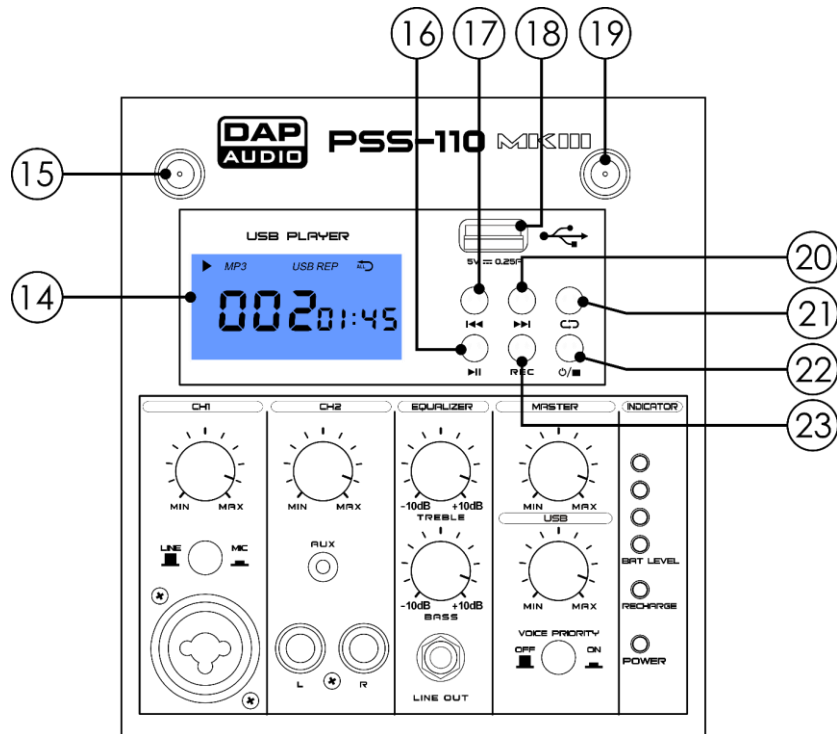 16 17 18 19
DAP AUDIO PSS-110 MKIII
15
USB PLAYER
5V 0.25A
MP3 USB REP ALL
14
002 01:45
REC
20
21
22
23
CH1 CH2 EQUALIZER MASTER INDICATOR
MIN MAX MIN MAX -10dB +10dB MIN MAX
TREBLE
USB
LINE MIC AUX
BAT LEVEL
-10dB +10dB MIN MAX RECHARGE
BASS
VOICE PRIORITY
OFF ON
POWER
L R LINE OUT